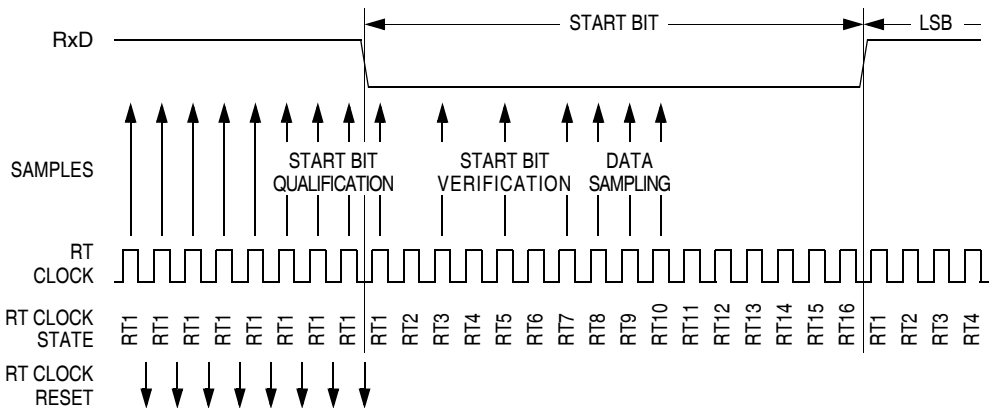 START BIT
LSB
RxD
SAMPLES
START BIT
QUALIFICATION
START BIT
VERIFICATION
DATA
SAMPLING
RT
CLOCK
RT CLOCK
STATE
RT1 RT1 RT1 RT1 RT1 RT1 RT1 RT1 RT1 RT2 RT3 RT4 RT5 RT6 RT7 RT8 RT9 RT10 RT11 RT12 RT13 RT14 RT15 RT16 RT1 RT2 RT3 RT4
RT CLOCK
RESET